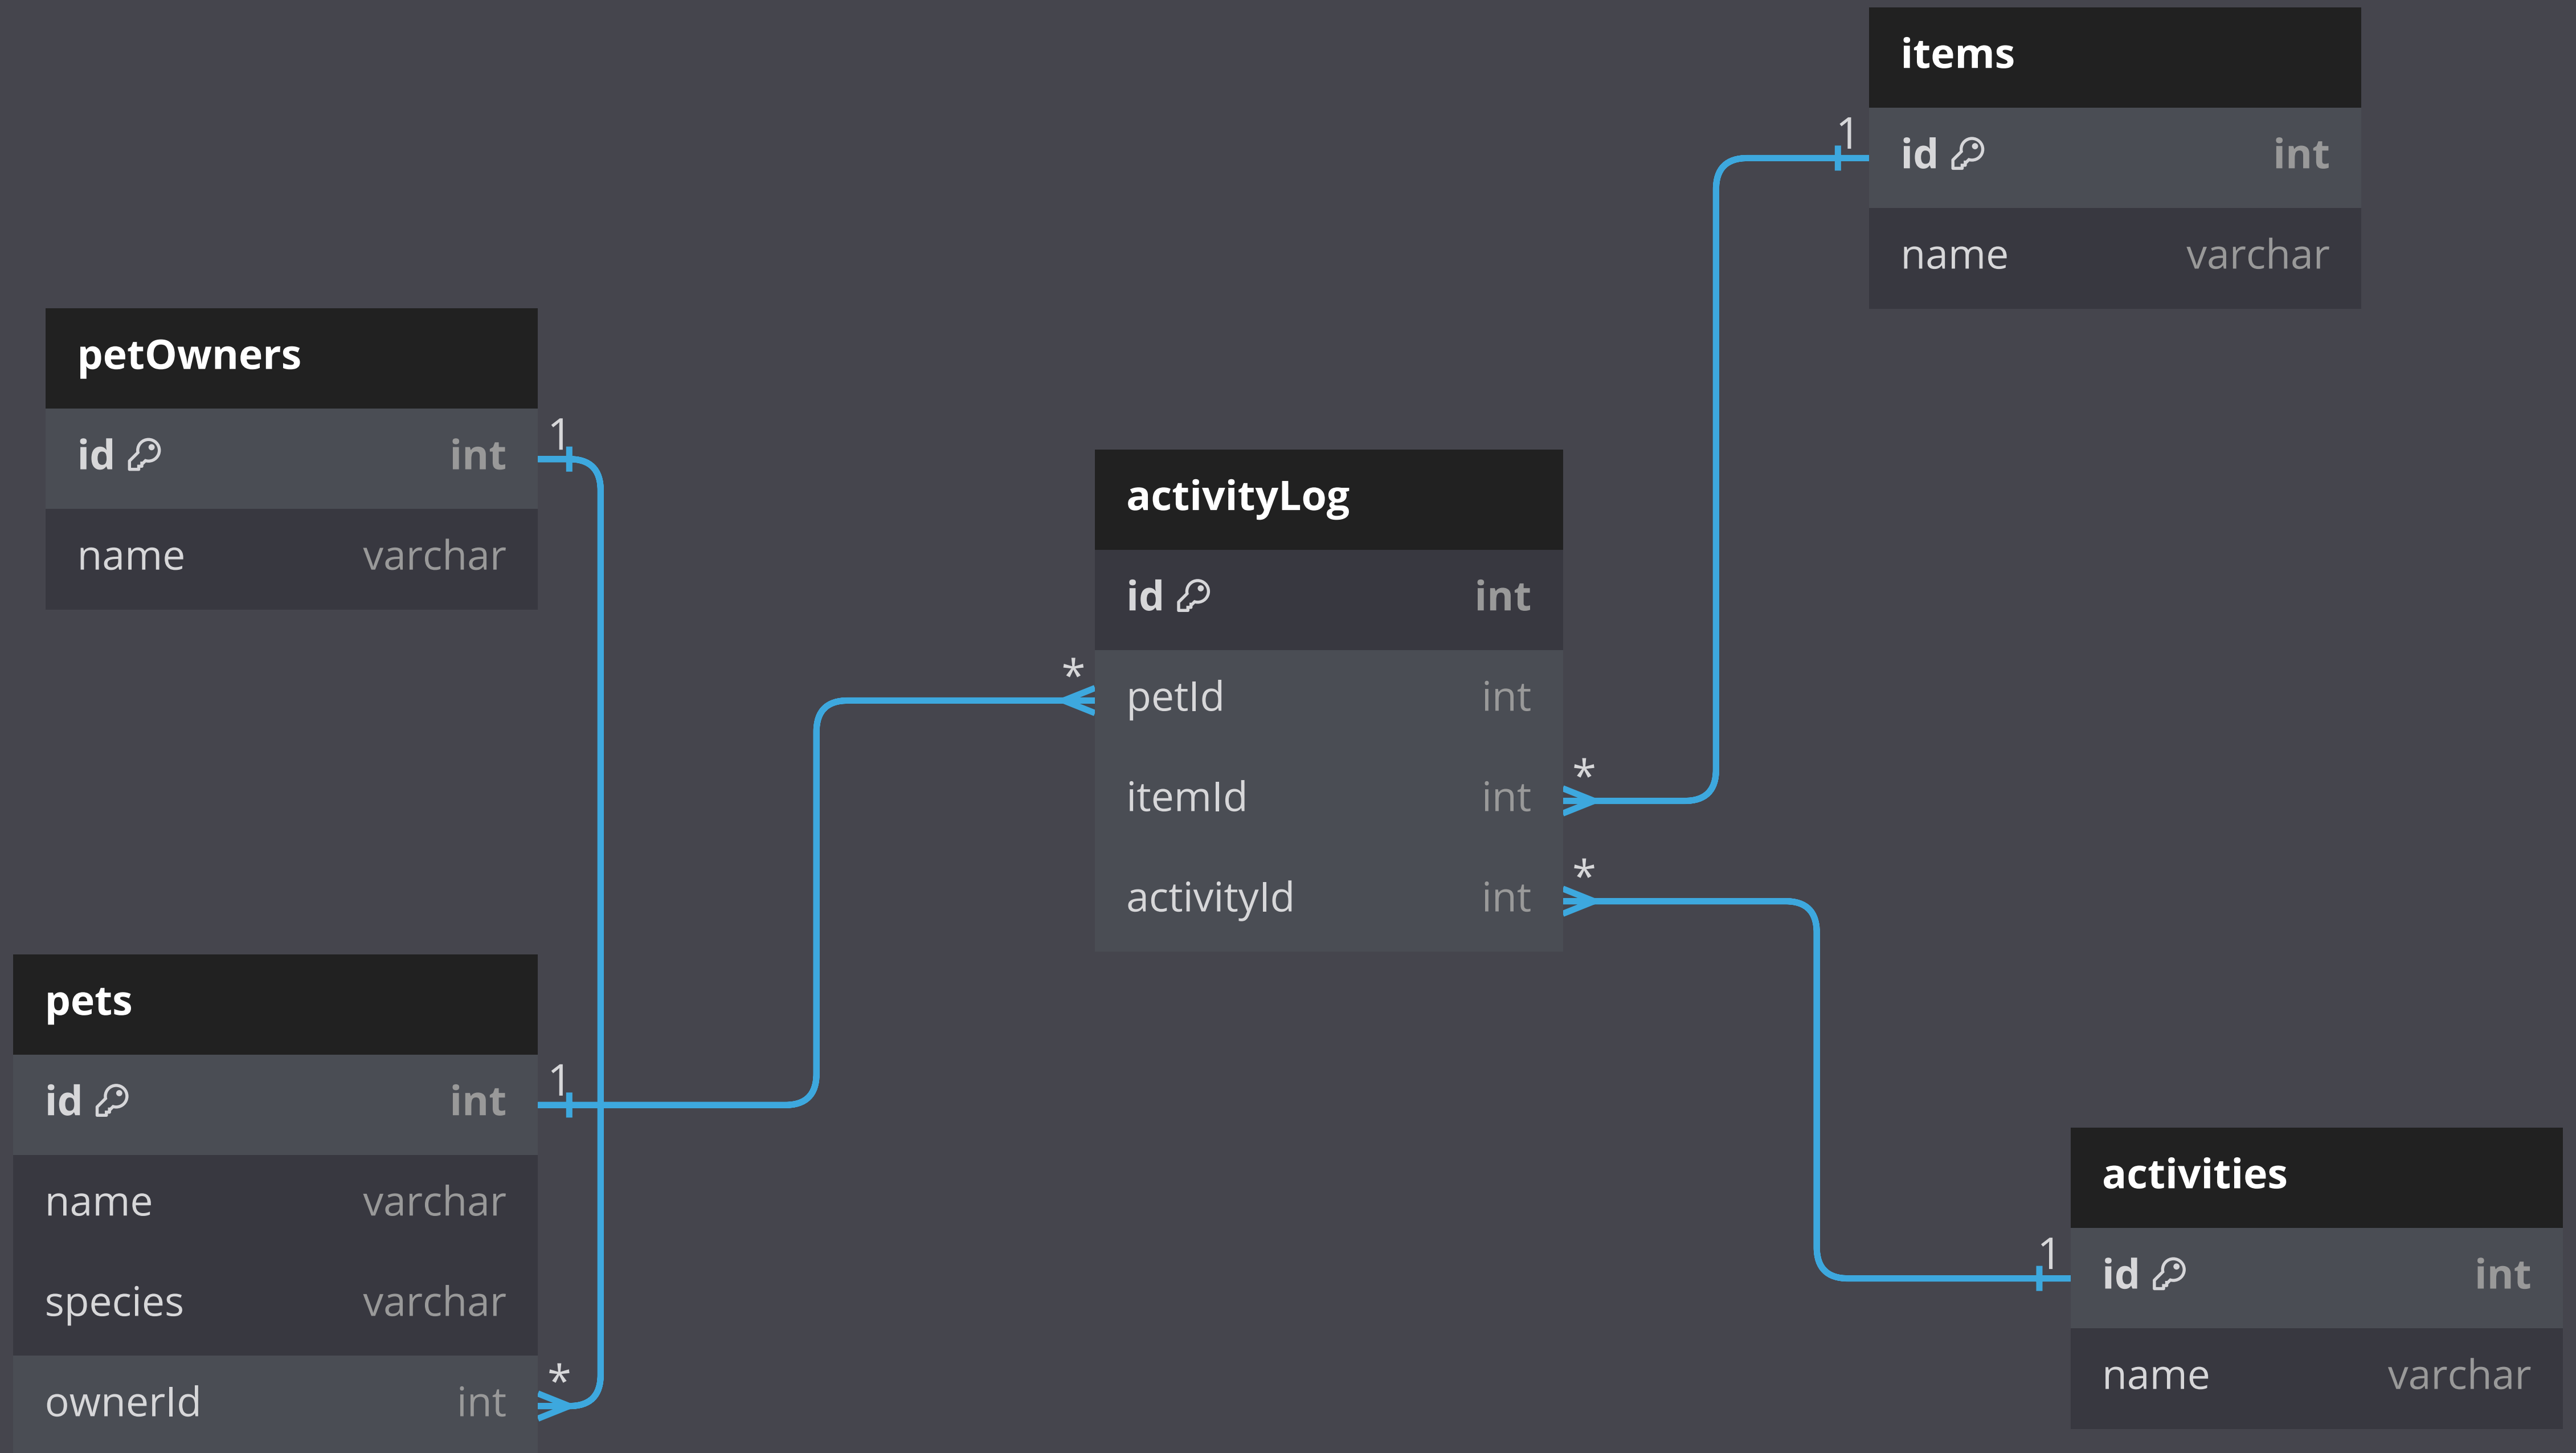 items
1
id int
name varchar
petOwners
1
id int
name varchar
activityLog
id int
*
petId int
*
itemId int
*
activityId int
pets
1
id int
name varchar
species varchar
*
ownerId int
activities
1
id int
name varchar